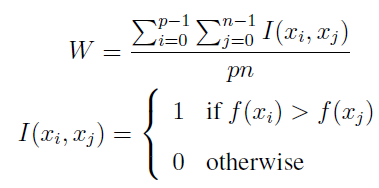 W = \frac{\sum_{i=0}^{p-1} \sum_{j=0}^{n-1} I(x_i, x_j)}{pn}
I(x_i, x_j) = \begin{cases} 1 & \text{if } f(x_i) > f(x_j) \\ 0 & \text{otherwise} \end{cases}